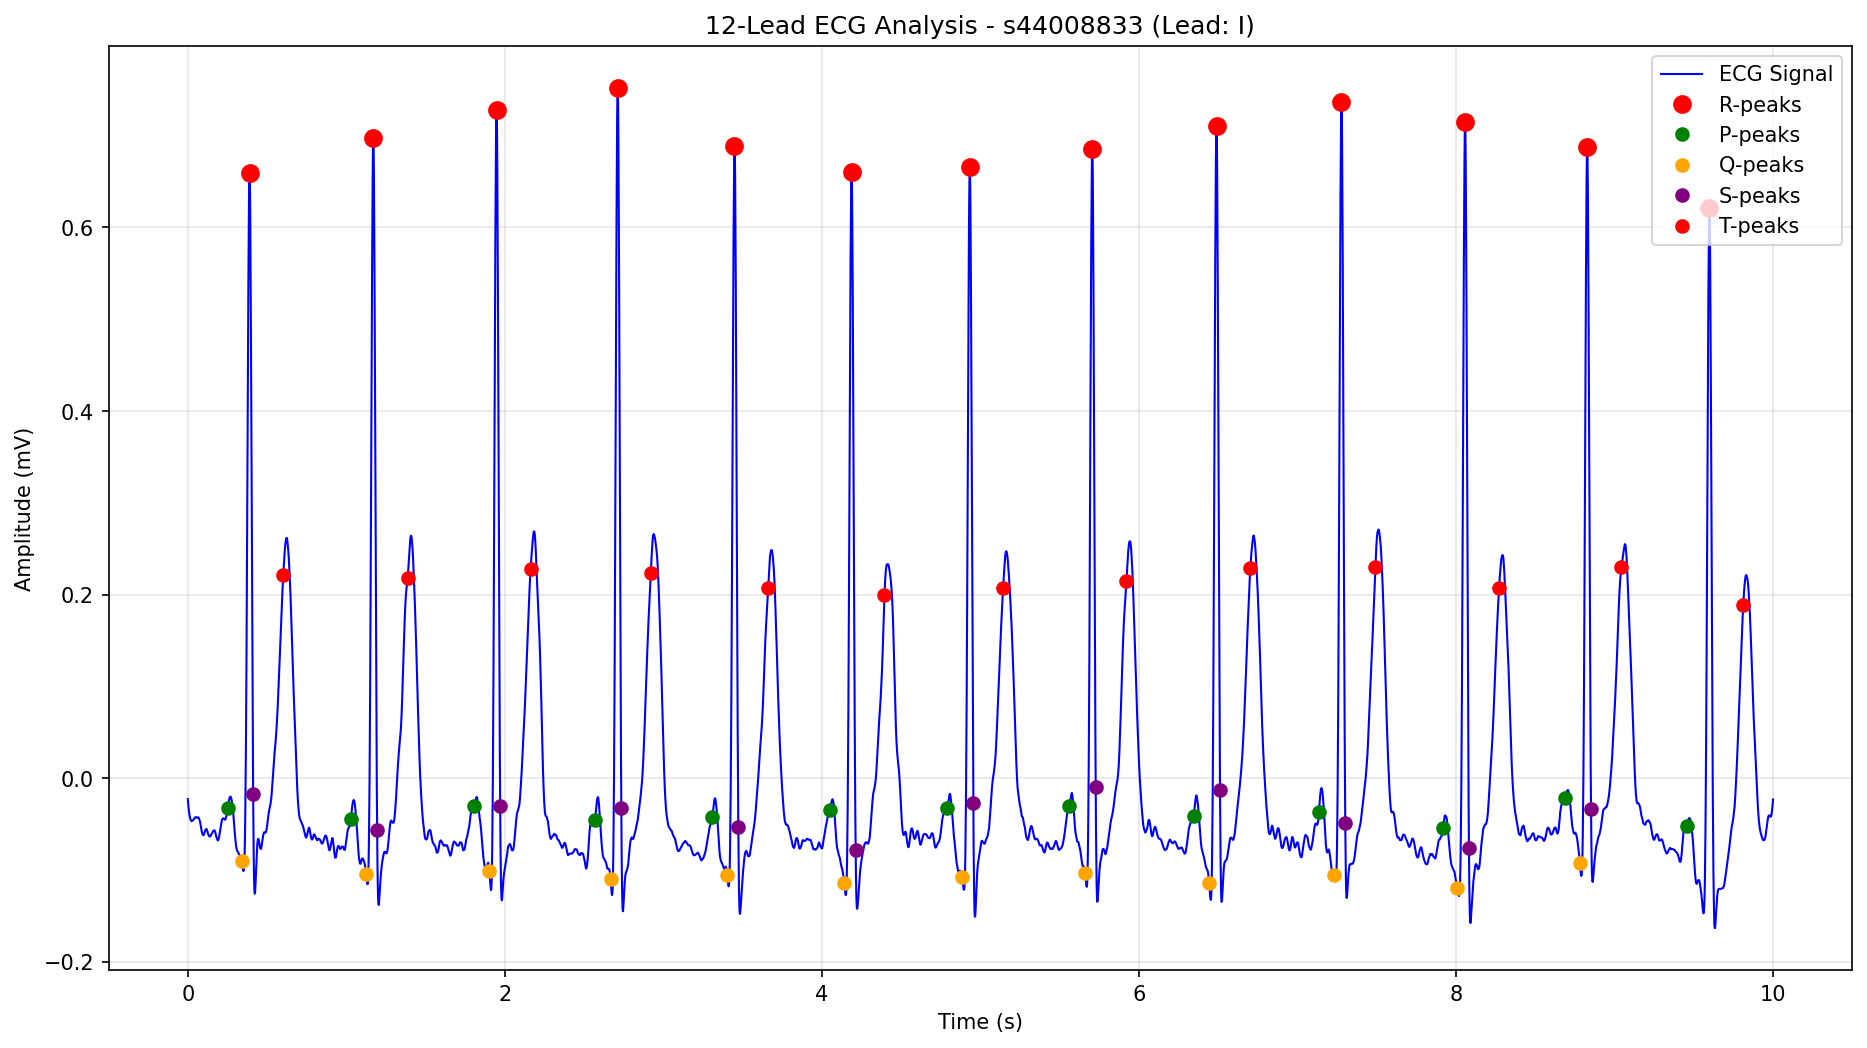 12-Lead ECG Analysis - s44008833 (Lead: I)
ECG Signal
R-peaks
P-peaks
Q-peaks
S-peaks
T-peaks
Amplitude (mV)
0.6
0.4
0.2
0.0
−0.2
0 2 4 6 8 10
Time (s)